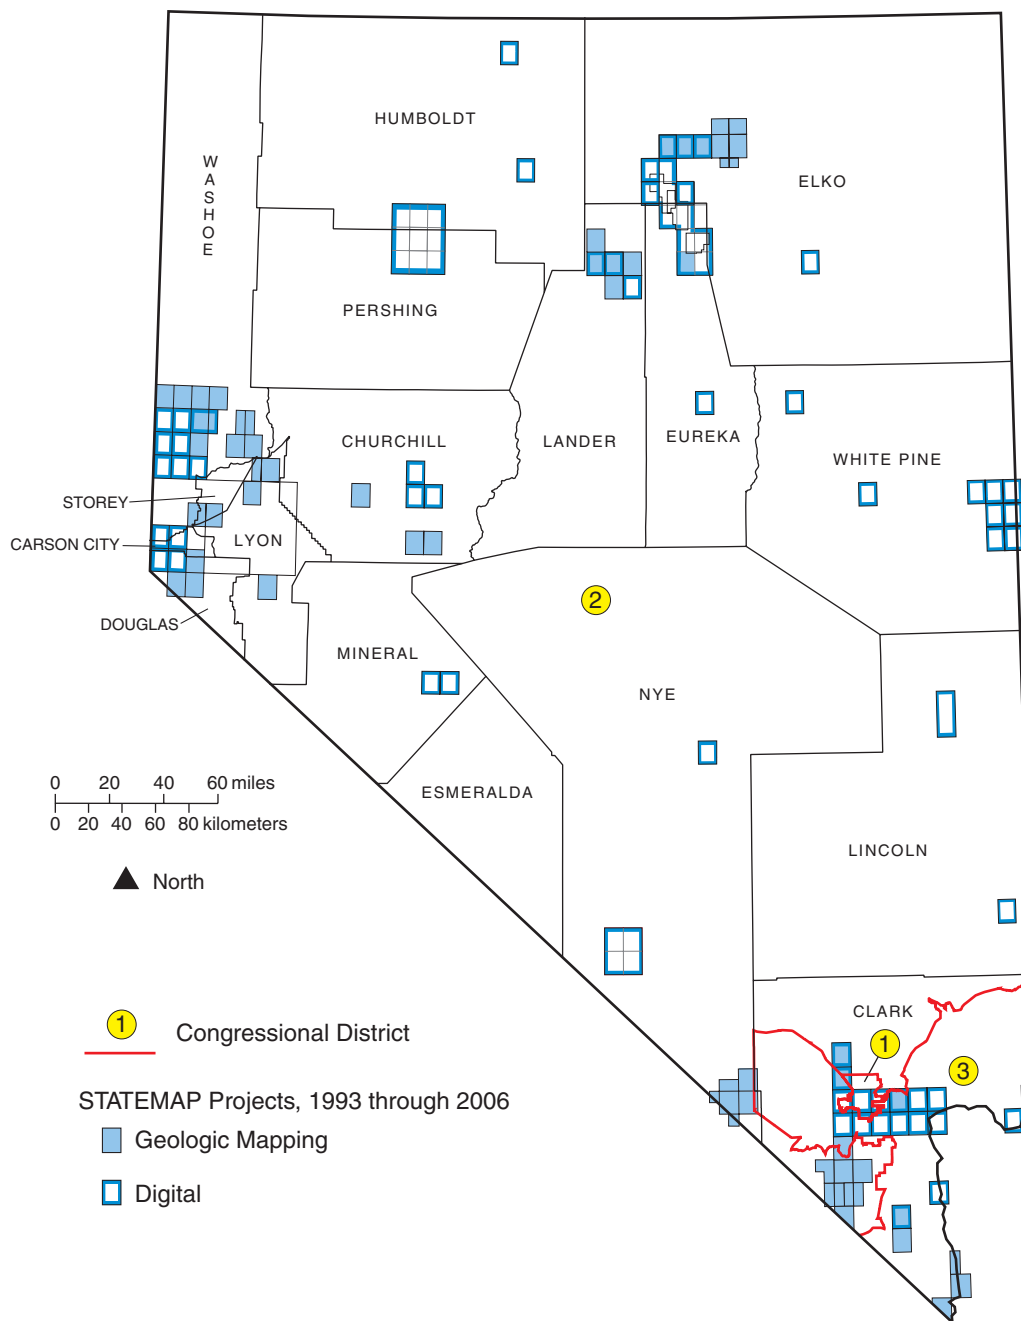 HUMBOLDT
WASHOE
ELKO
PERSHING
CHURCHILL
LANDER
EUREKA
WHITE PINE
STOREY
CARSON CITY
LYON
DOUGLAS
2
MINERAL
NYE
ESMERALDA
0 20 40 60 miles
0 20 40 60 80 kilometers
LINCOLN
North
CLARK
1
3
1 Congressional District
STATEMAP Projects, 1993 through 2006
Geologic Mapping
Digital